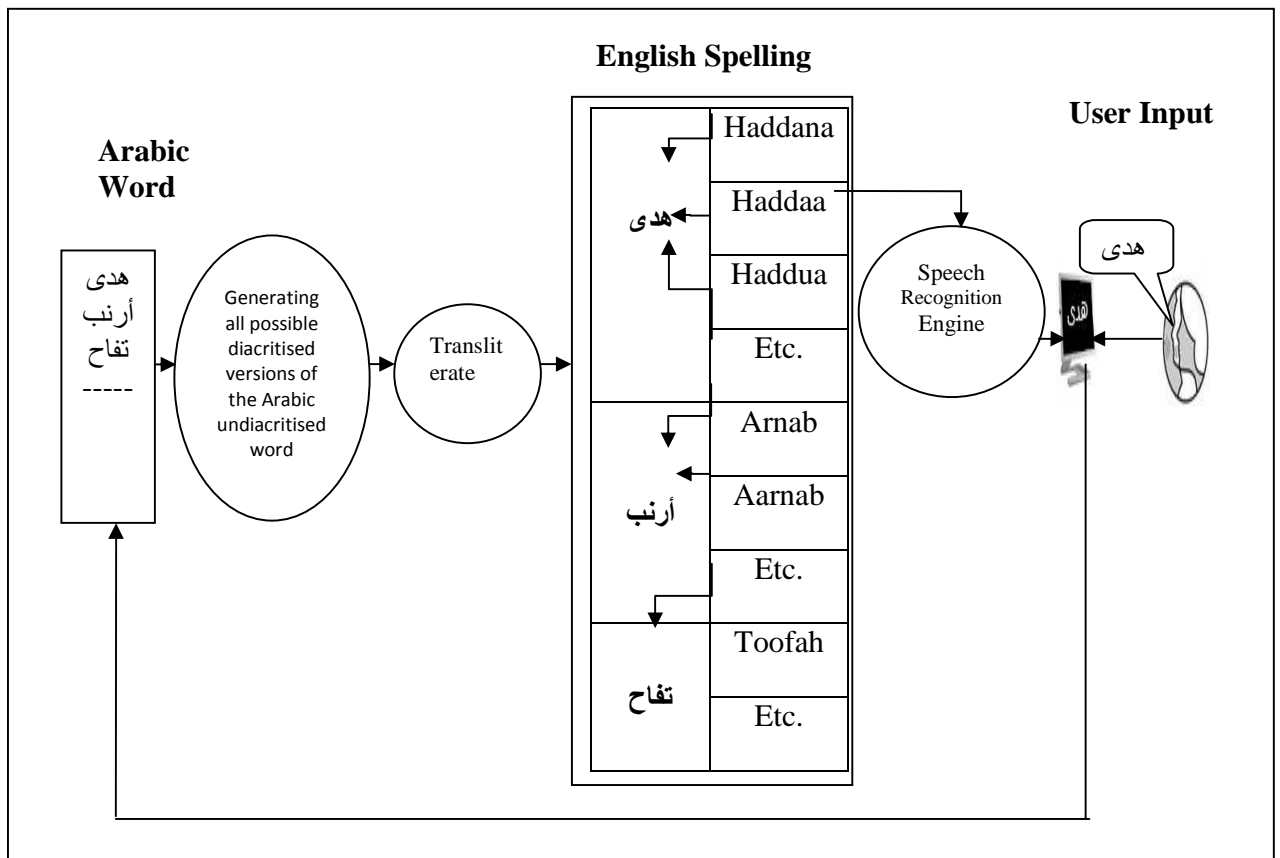 English Spelling
User Input
Arabic
Word
هدى
أرنب
تفاح
-----
Generating
all possible
diacritised
versions of
the Arabic
undiacritised
word
Translit
erate
هدى
Haddana
Haddaa
Haddua
Etc.
أرنب
Arnab
Aarnab
Etc.
تفاح
Toofah
Etc.
Speech
Recognition
Engine
هدى
هدى